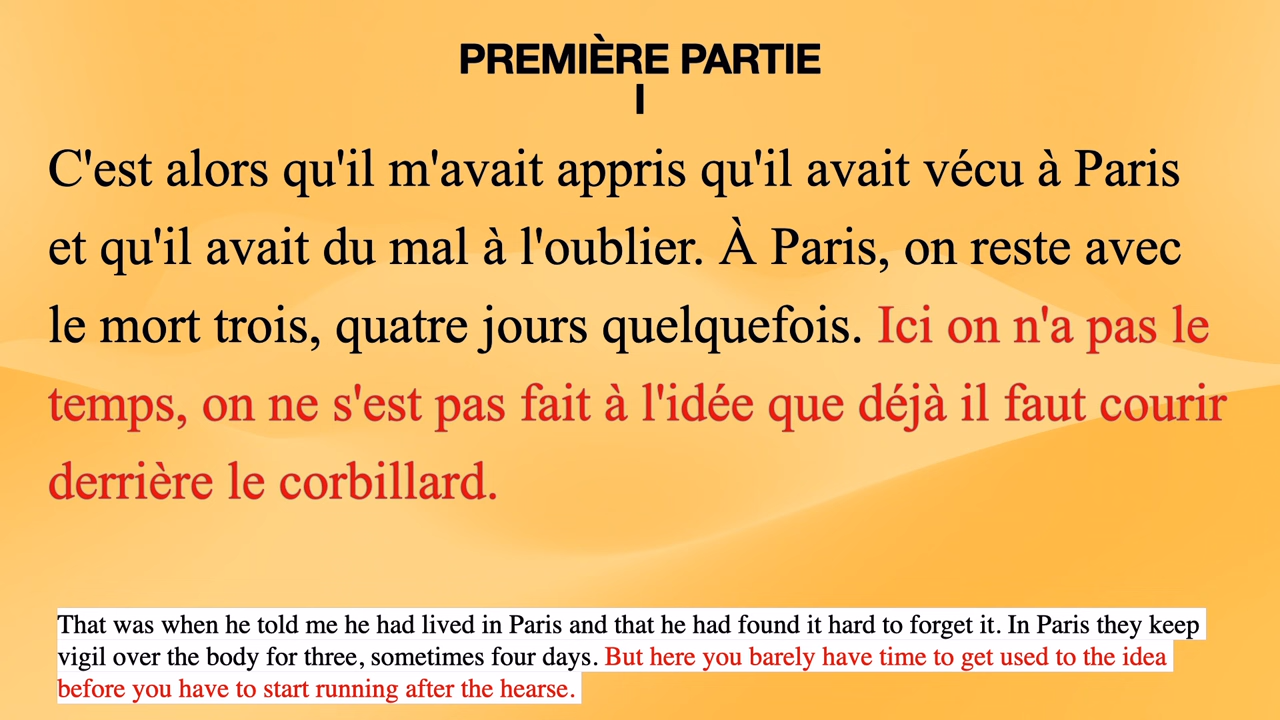 PREMIÈRE PARTIE
I
C'est alors qu'il m'avait appris qu'il avait vécu à Paris
et qu'il avait du mal à l'oublier. À Paris, on reste avec
le mort trois, quatre jours quelquefois. Ici on n'a pas le
temps, on ne s'est pas fait à l'idée que déjà il faut courir
derrière le corbillard.
That was when he told me he had lived in Paris and that he had found it hard to forget it. In Paris they keep
vigil over the body for three, sometimes four days. But here you barely have time to get used to the idea
before you have to start running after the hearse.